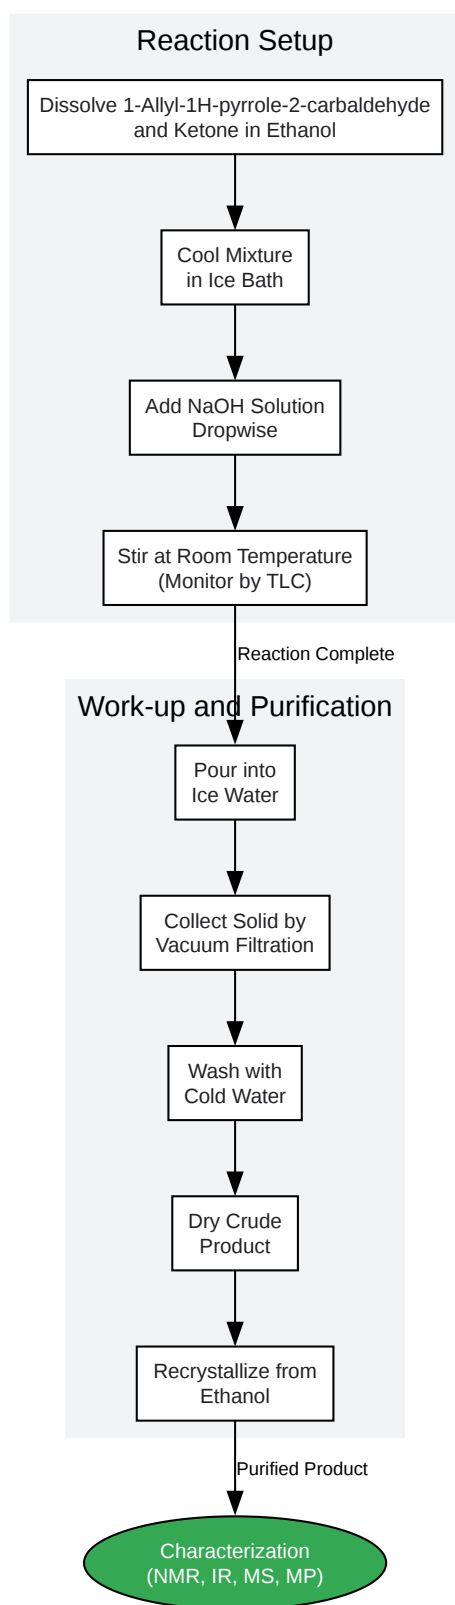 Reaction Setup
Dissolve 1-Allyl-1H-pyrrole-2-carbaldehyde
and Ketone in Ethanol
Cool Mixture
in Ice Bath
Add NaOH Solution
Dropwise
Stir at Room Temperature
(Monitor by TLC)
Reaction Complete
Work-up and Purification
Pour into
Ice Water
Collect Solid by
Vacuum Filtration
Wash with
Cold Water
Dry Crude
Product
Recrystallize from
Ethanol
Purified Product
Characterization
(NMR, IR, MS, MP)